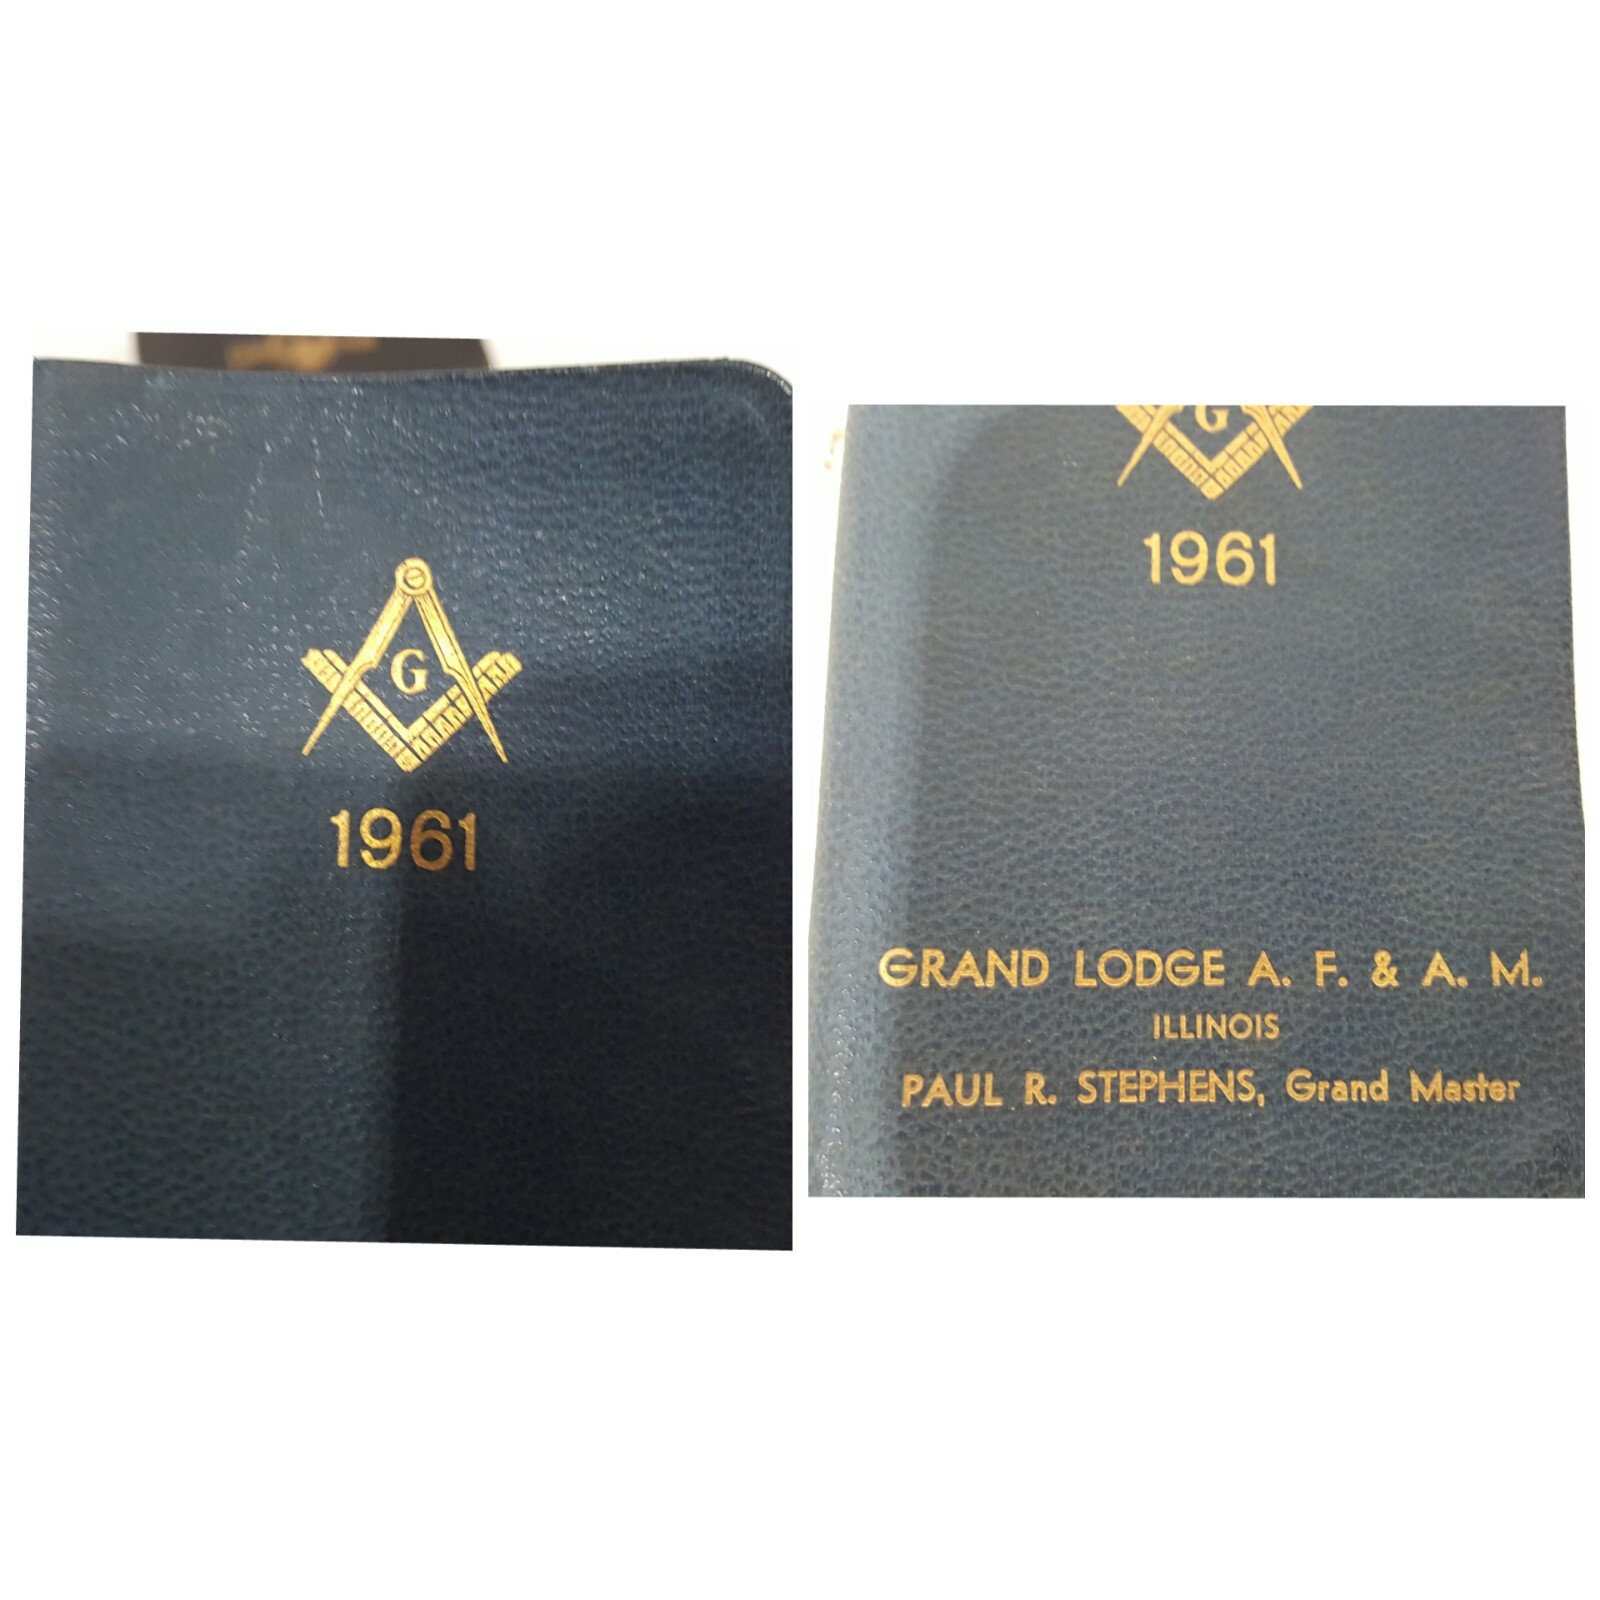 G
1961
G
1961
GRAND LODGE A. F. & A. M.
ILLINOIS
PAUL R. STEPHENS, Grand Master